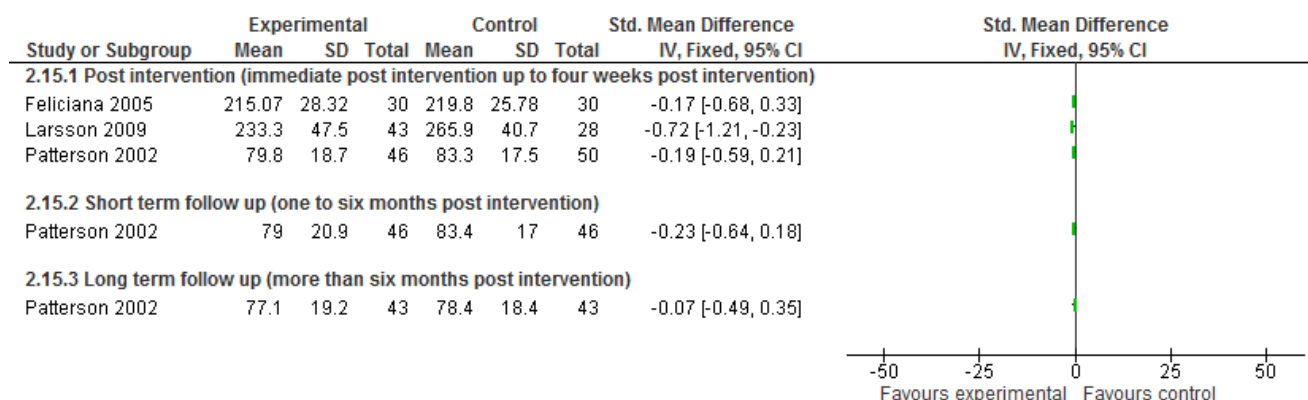 Experimental Control Std. Mean Difference Std. Mean Difference
Study or Subgroup Mean SD Total Mean SD Total IV, Fixed, 95% CI IV, Fixed, 95% CI
2.15.1 Post intervention (immediate post intervention up to four weeks post intervention)
Feliciana 2005 215.07 28.32 30 219.8 25.78 30 -0.17 [-0.68, 0.33]
Larsson 2009 233.3 47.5 43 265.9 40.7 28 -0.72 [-1.21, -0.23]
Patterson 2002 79.8 18.7 46 83.3 17.5 50 -0.19 [-0.59, 0.21]
2.15.2 Short term follow up (one to six months post intervention)
Patterson 2002 79 20.9 46 83.4 17 46 -0.23 [-0.64, 0.18]
2.15.3 Long term follow up (more than six months post intervention)
Patterson 2002 77.1 19.2 43 78.4 18.4 43 -0.07 [-0.49, 0.35]
-50 -25 0 25 50
Favours experimental Favours control